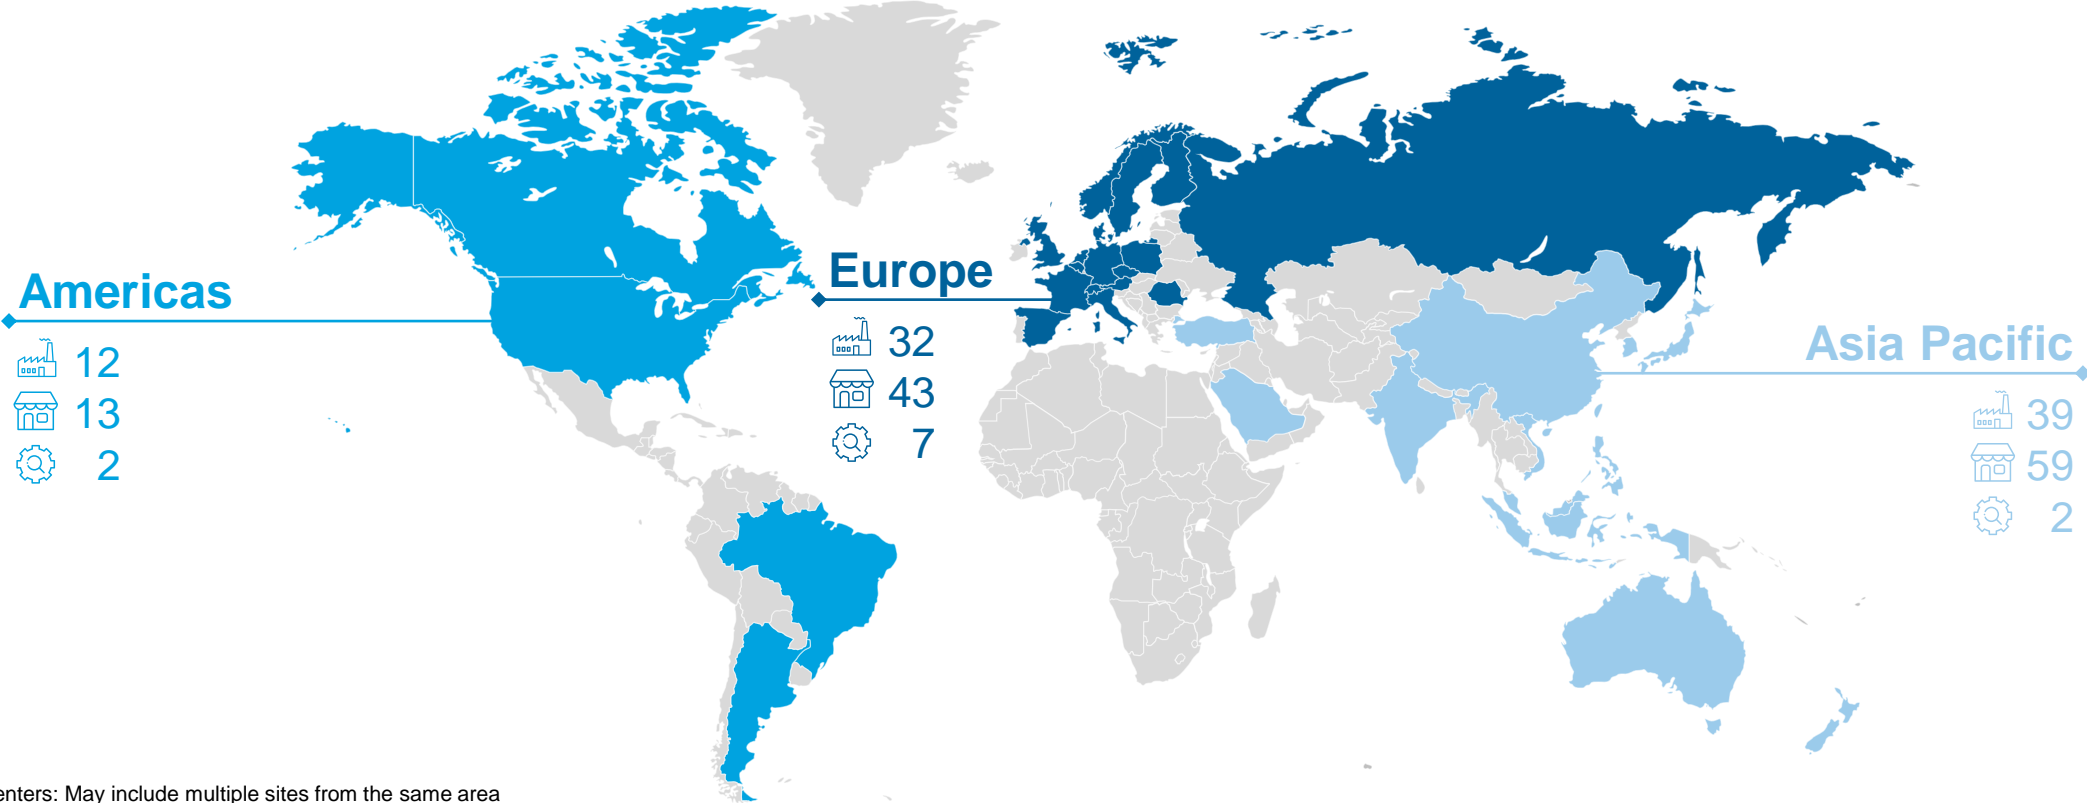 Americas
12
13
2
Europe
32
43
7
Asia Pacific
39
59
2
enters: May include multiple sites from the same area